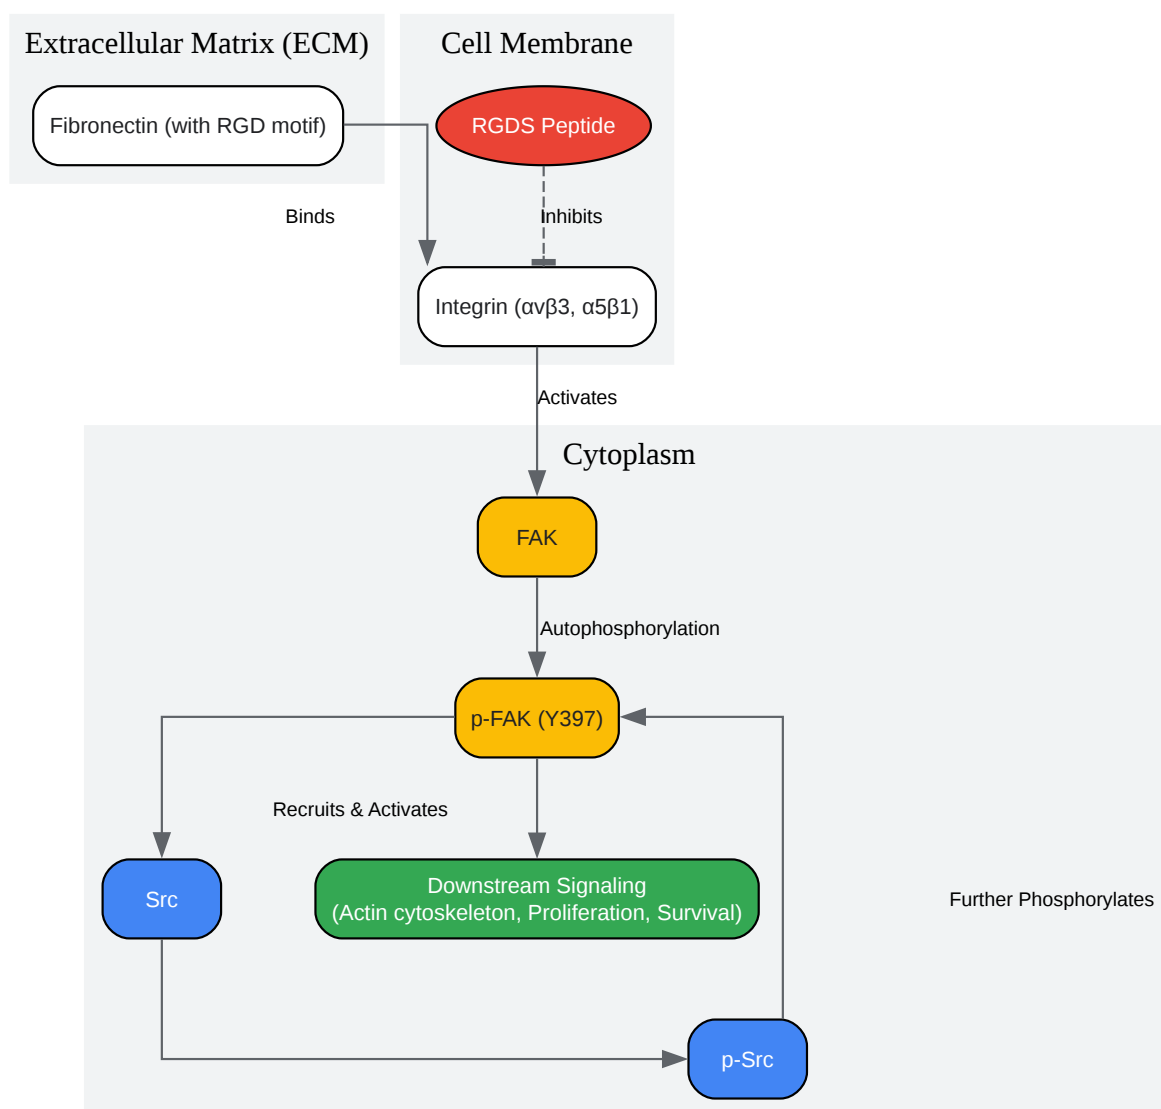 Extracellular Matrix (ECM)
Cell Membrane
Fibronectin (with RGD motif)
RGDS Peptide
Binds
Inhibits
Integrin (αvβ3, α5β1)
Activates
Cytoplasm
FAK
Autophosphorylation
p-FAK (Y397)
Recruits & Activates
Src
Downstream Signaling
(Actin cytoskeleton, Proliferation, Survival)
Further Phosphorylates
p-Src